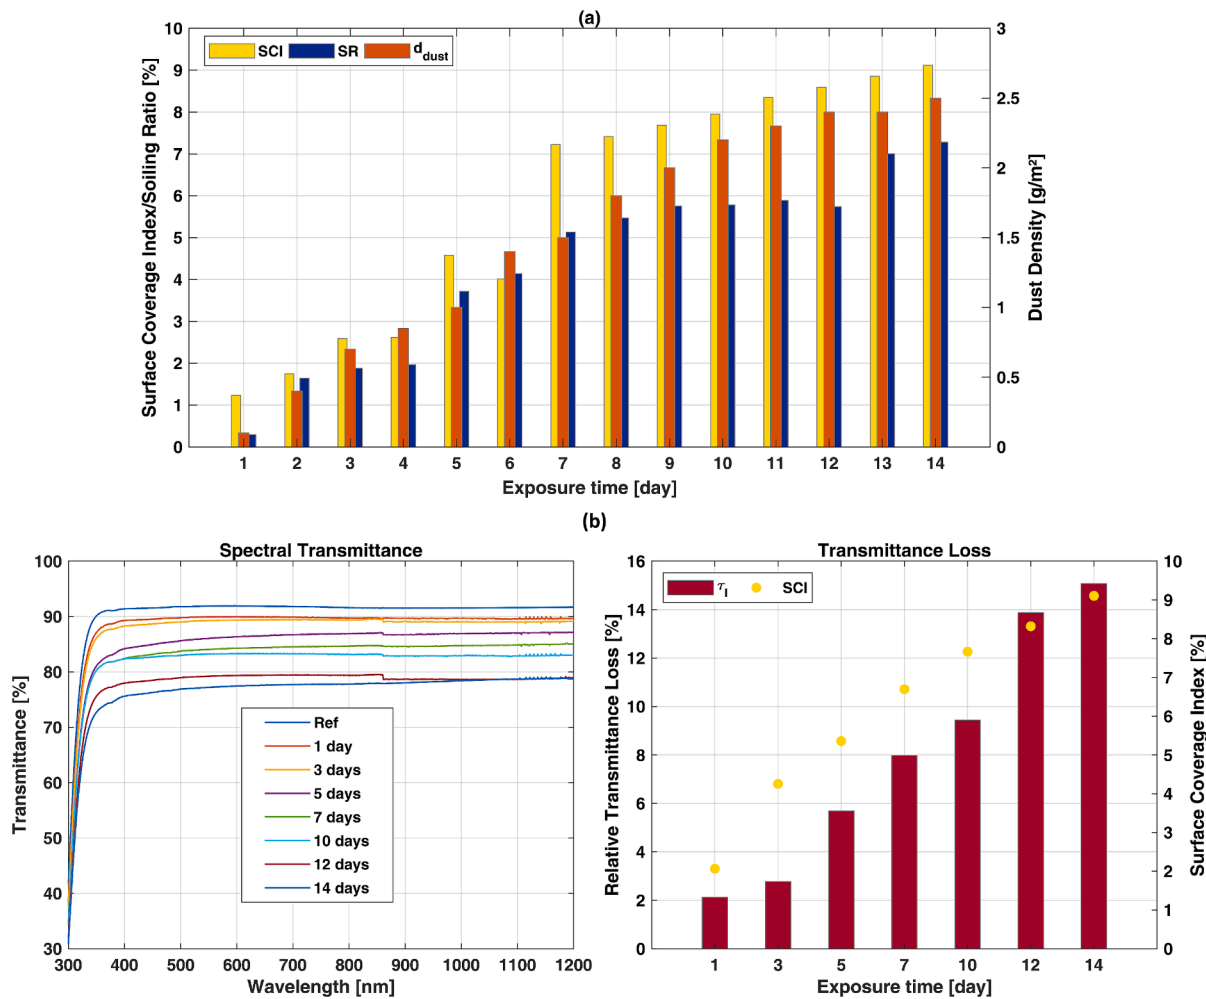 (a)
SCI SR d_dust
Surface Coverage Index/Soiling Ratio [%]
0 1 2 3 4 5 6 7 8 9 10
Dust Density [g/m²]
0 0.5 1 1.5 2 2.5 3
1 2 3 4 5 6 7 8 9 10 11 12 13 14
Exposure time [day]
(b)
Spectral Transmittance
Transmittance [%]
30 40 50 60 70 80 90 100
Ref
1 day
3 days
5 days
7 days
10 days
12 days
14 days
300 400 500 600 700 800 900 1000 1100 1200
Wavelength [nm]
Transmittance Loss
τ_l SCI
Relative Transmittance Loss [%]
0 2 4 6 8 10 12 14 16
Surface Coverage Index [%]
0 1 2 3 4 5 6 7 8 9 10
1 3 5 7 10 12 14
Exposure time [day]